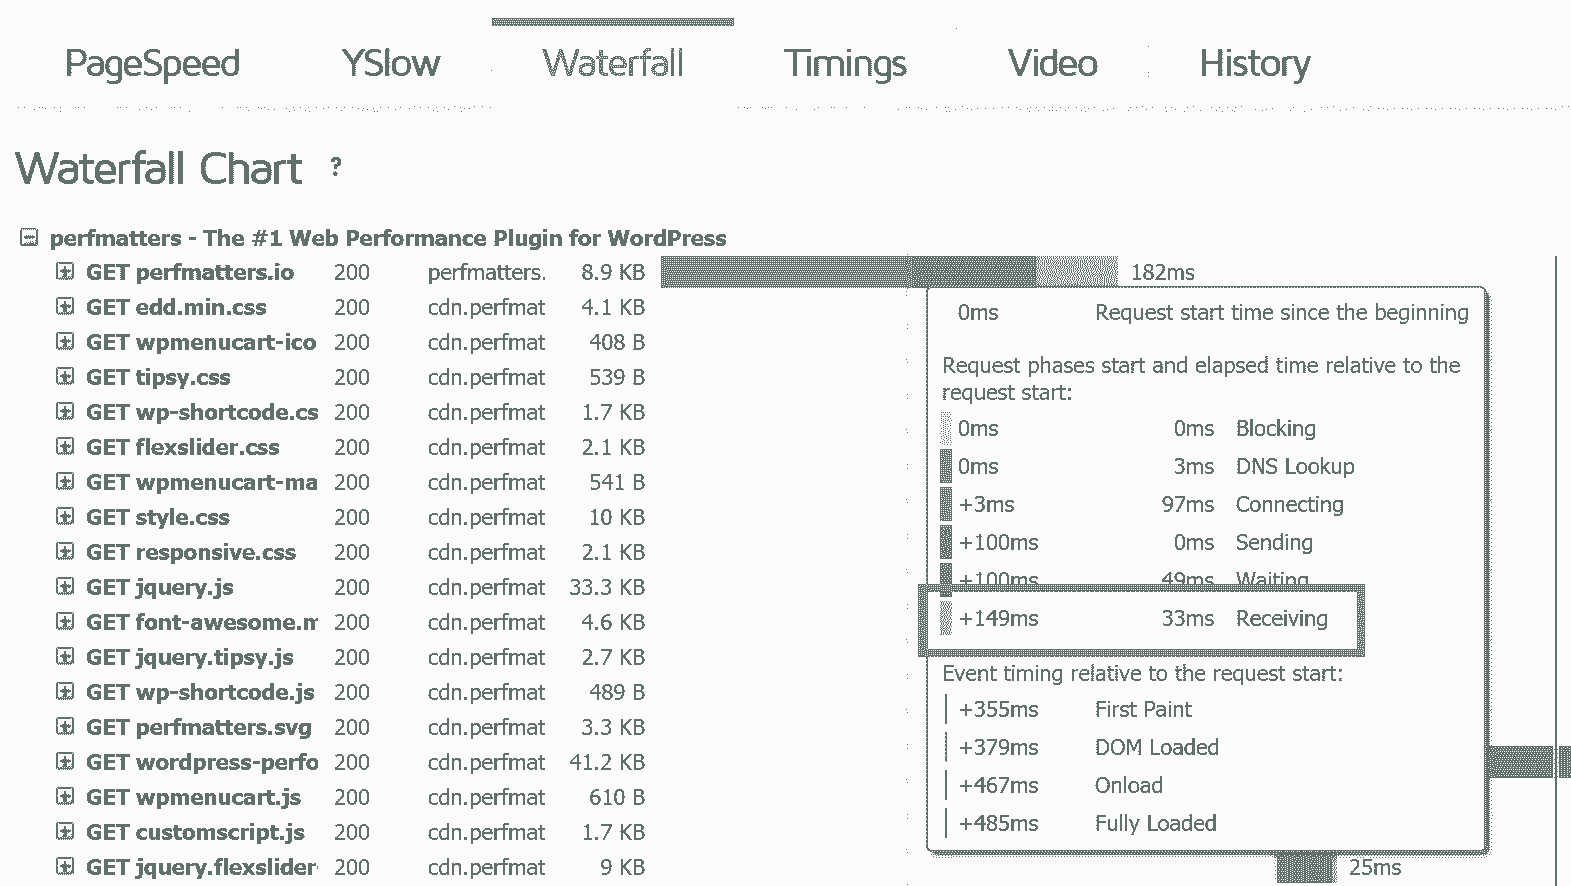 PageSpeed YSlow Waterfall Timings Video History
Waterfall Chart ?
perfmatters - The #1 Web Performance Plugin for WordPress
GET perfmatters.io 200 perfmatters. 8.9 KB 182ms
GET edd.min.css 200 cdn.perfmat 4.1 KB
GET wpmenucart-ico 200 cdn.perfmat 408 B
GET tipsy.css 200 cdn.perfmat 539 B
GET wp-shortcode.cs 200 cdn.perfmat 1.7 KB
GET flexslider.css 200 cdn.perfmat 2.1 KB
GET wpmenucart-ma 200 cdn.perfmat 541 B
GET style.css 200 cdn.perfmat 10 KB
GET responsive.css 200 cdn.perfmat 2.1 KB
GET jquery.js 200 cdn.perfmat 33.3 KB
GET font-awesome.m 200 cdn.perfmat 4.6 KB
GET jquery.tipsy.js 200 cdn.perfmat 2.7 KB
GET wp-shortcode.js 200 cdn.perfmat 489 B
GET perfmatters.svg 200 cdn.perfmat 3.3 KB
GET wordpress-perfo 200 cdn.perfmat 41.2 KB
GET wpmenucart.js 200 cdn.perfmat 610 B
GET customscript.js 200 cdn.perfmat 1.7 KB
GET jquery.flexslider 200 cdn.perfmat 9 KB 25ms
0ms Request start time since the beginning
Request phases start and elapsed time relative to the
request start:
0ms 0ms Blocking
0ms 3ms DNS Lookup
+3ms 97ms Connecting
+100ms 0ms Sending
+100ms 49ms Waiting
+149ms 33ms Receiving
Event timing relative to the request start:
+355ms First Paint
+379ms DOM Loaded
+467ms Onload
+485ms Fully Loaded